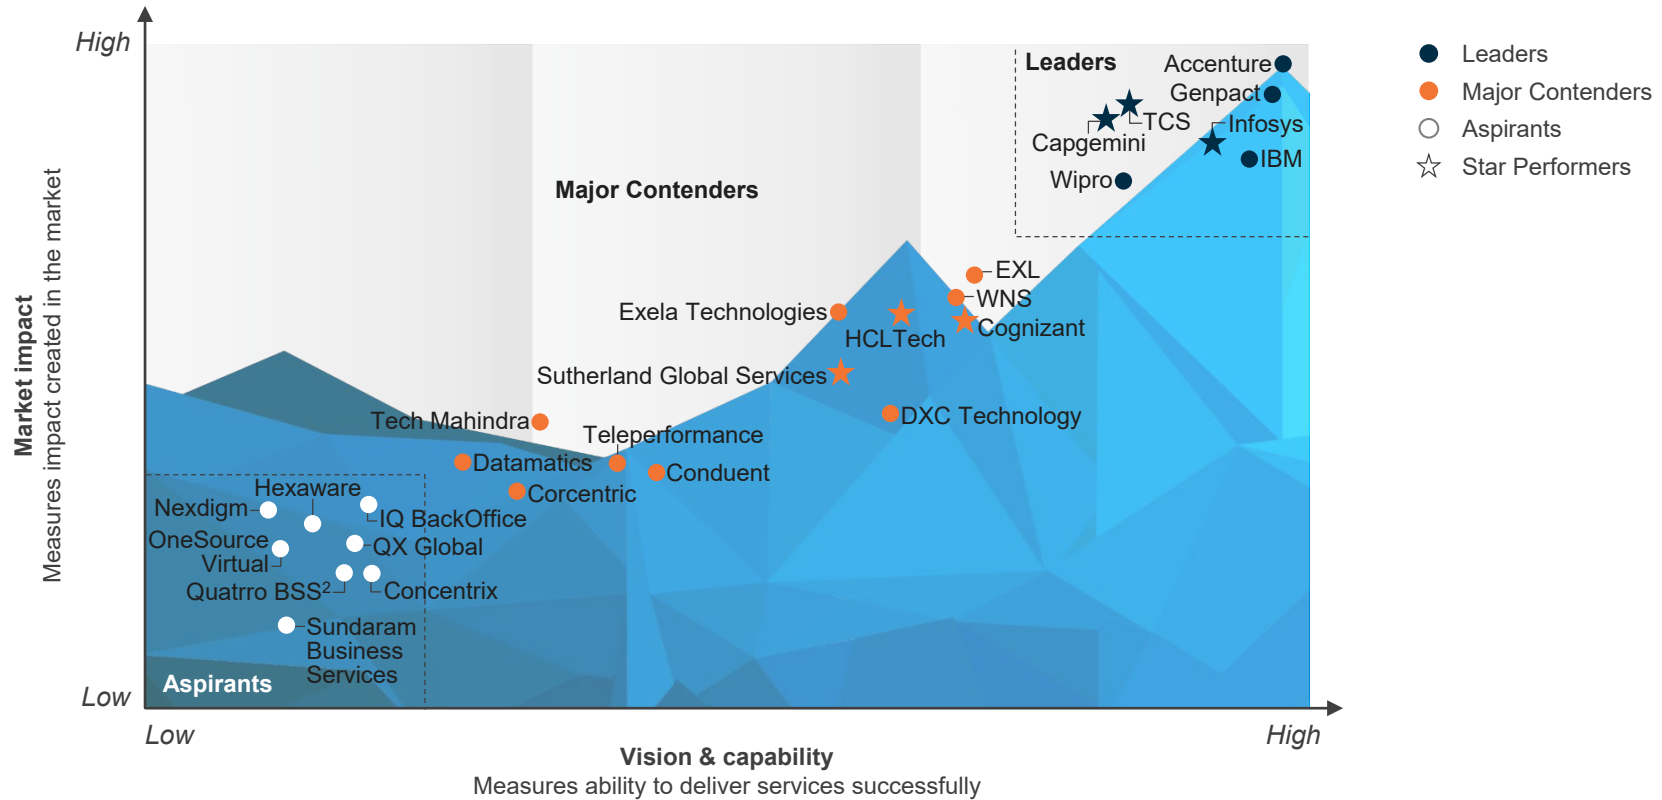 High
Leaders
Accenture
Genpact
TCS
Infosys
Capgemini
IBM
Wipro
Leaders
Major Contenders
Aspirants
Star Performers
Major Contenders
Market impact
Measures impact created in the market
EXL
WNS
Exela Technologies
Cognizant
HCLTech
Sutherland Global Services
DXC Technology
Tech Mahindra
Teleperformance
Datamatics
Conduent
Corcentric
Hexaware
Nexdigm
IQ BackOffice
OneSource
Virtual
QX Global
Quatrro BSS²
Concentrix
Sundaram
Business
Services
Aspirants
Low
Low
High
Vision & capability
Measures ability to deliver services successfully